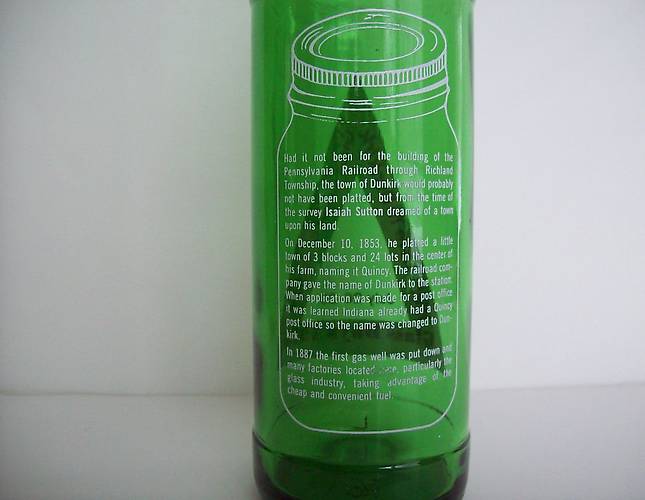 Had it not been for the building of the
Pennsylvania Railroad through Richland
Township, the town of Dunkirk would probably
not have been platted, but from the time of
the survey Isaiah Sutton dreamed of a town
upon his land.
On December 10, 1853, he platted a little
town of 3 blocks and 24 lots in the center of
his farm, naming it Quincy. The railroad com-
pany gave the name of Dunkirk to the station.
When application was made for a post office
it was learned Indiana already had a Quincy
post office so the name was changed to Dun-
kirk.
In 1887 the first gas well was put down and
many factories located here, particularly the
glass industry, taking advantage of the
cheap and convenient fuel.